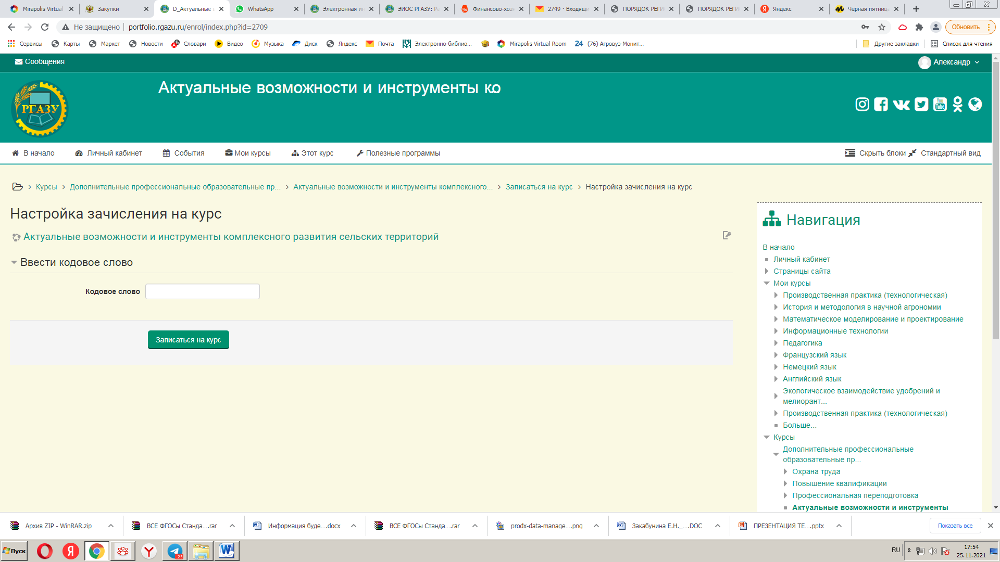 Mirapolis Virtual
Закупки
D_Актуальные
WhatsApp
Электронная ин
ЭИОС РГАЗУ: Ра
Финансово-хозя
2749 · Входящи
ПОРЯДОК РЕГИ
ПОРЯДОК РЕГИ
Яндекс
Чёрная пятница
Не защищено
portfolio.rgazu.ru/enrol/index.php?id=2709
Обновить
Сервисы
Карты
Маркет
Новости
Словари
Видео
Музыка
Диск
Яндекс
Почта
Электронно-библио...
Mirapolis Virtual Room
24 (76) Агровуз-Монит...
Другие закладки
Список для чтения
Сообщения
Александр
РГАЗУ
Актуальные возможности и инструменты ко
You Tube
В начало
Личный кабинет
События
Мои курсы
Этот курс
Полезные программы
Скрыть блоки
Стандартный вид
Курсы > Дополнительные профессиональные образовательные пр... > Актуальные возможности и инструменты комплексного... > Записаться на курс > Настройка зачисления на курс
Настройка зачисления на курс
Актуальные возможности и инструменты комплексного развития сельских территорий
Ввести кодовое слово
Кодовое слово
Записаться на курс
Навигация
В начало
Личный кабинет
Страницы сайта
Мои курсы
Производственная практика (технологическая)
История и методология в научной агрономии
Математическое моделирование и проектирование
Информационные технологии
Педагогика
Французский язык
Немецкий язык
Английский язык
Экологическое взаимодействие удобрений и
мелиорант...
Производственная практика (технологическая)
Больше...
Курсы
Дополнительные профессиональные
образовательные пр...
Охрана труда
Повышение квалификации
Профессиональная переподготовка
Актуальные возможности и инструменты
Архив ZIP - WinRAR.zip
ВСЕ ФГОСы Станда....rar
Информация буде....docx
ВСЕ ФГОСы Станда....rar
prodx-data-manage....png
Закабунина Е.Н._....DOC
ПРЕЗЕНТАЦИЯ ТЕ....pptx
Показать все
Пуск
25
RU
17:54
25.11.2021